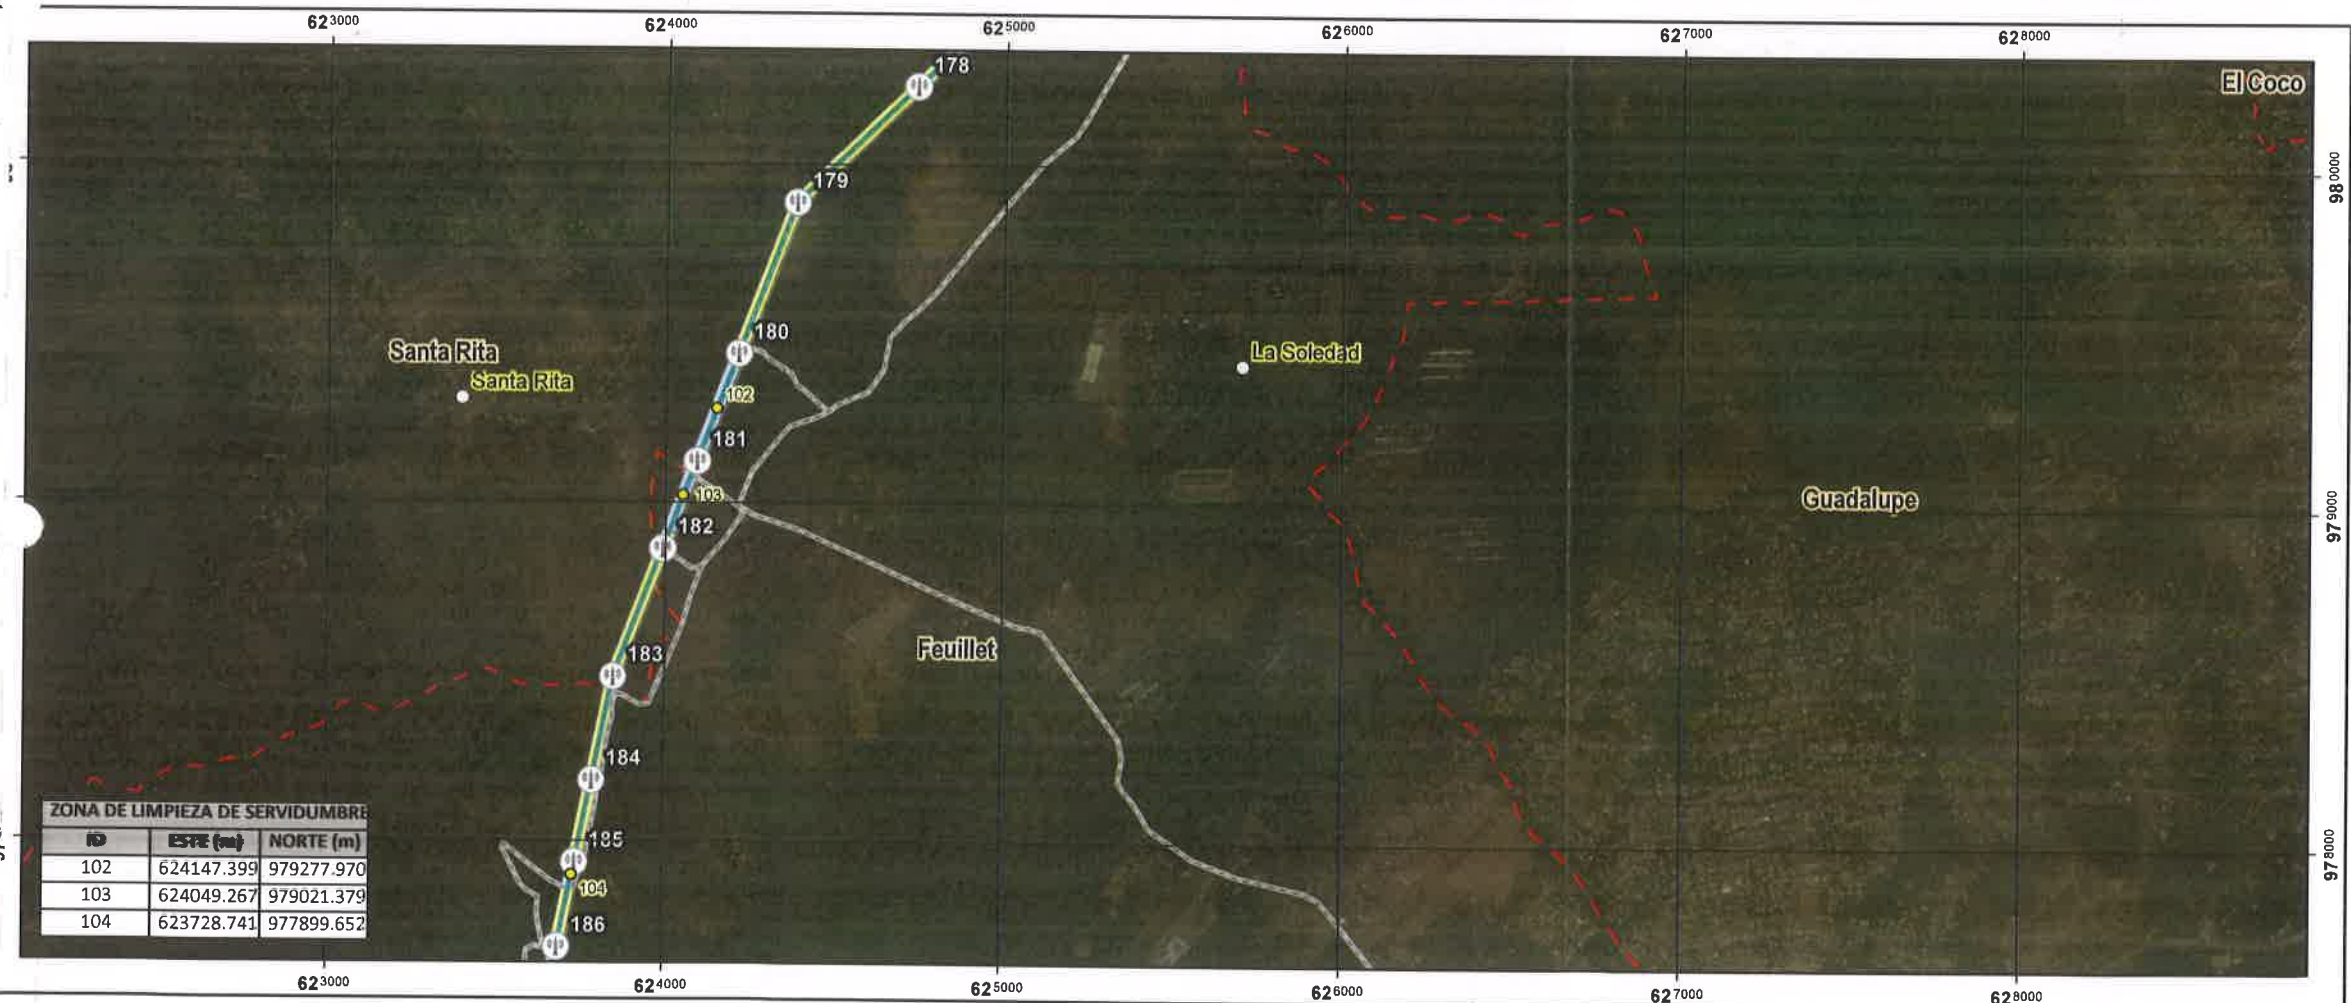 623000 624000 625000 626000 627000 628000
178
El Coco
980000
179
180
Santa Rita
Santa Rita
La Soledad
102
181
103
182
979000
Guadalupe
183
Feuillet
184
185
978000
104
186
ZONA DE LIMPIEZA DE SERVIDUMBRE
ID ESTE (m) NORTE (m)
102 624147.399 979277.970
103 624049.267 979021.379
104 623728.741 977899.652
623000 624000 625000 626000 627000 628000